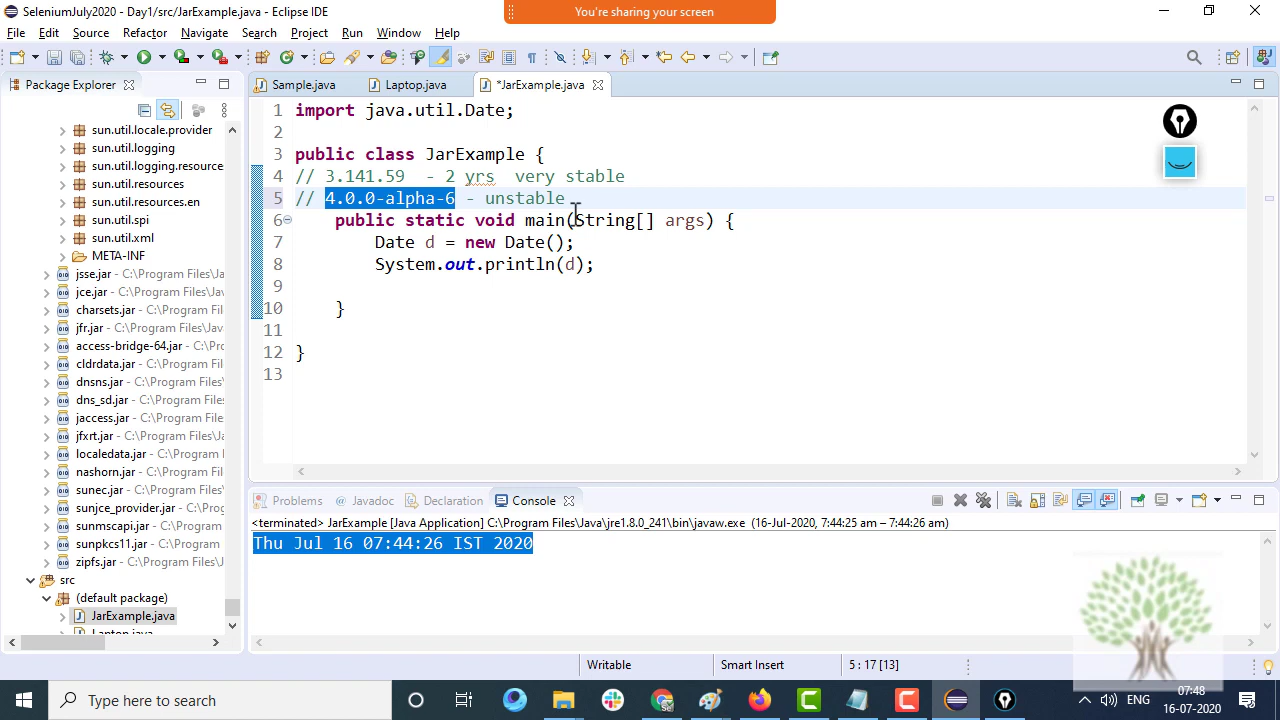 SeleniumJuly2020 - Day1/src/JarExample.java - Eclipse IDE
You're sharing your screen
File Edit Source Refactor Navigate Search Project Run Window Help
Package Explorer
sun.util.locale.provider
sun.util.logging
sun.util.logging.resource
sun.util.resources
sun.util.resources.en
sun.util.spi
sun.util.xml
META-INF
jsse.jar - C:\Program Files\Jav
jce.jar - C:\Program Files\Java
charsets.jar - C:\Program Files
jfr.jar - C:\Program Files\Java
access-bridge-64.jar - C:\Prog
cldrdata.jar - C:\Program Files
dnsns.jar - C:\Program Files\J
dns_sd.jar - C:\Program Files\
jaccess.jar - C:\Program Files\
jfxrt.jar - C:\Program Files\Ja
localedata.jar - C:\Program Fi
nashorn.jar - C:\Program Files
sunec.jar - C:\Program Files\J
sunjce_provider.jar - C:\Progr
sunmscapi.jar - C:\Program Fi
sunpkcs11.jar - C:\Program Fi
zipfs.jar - C:\Program Files\Ja
src
(default package)
JarExample.java
Laptop.java
Sample.java Laptop.java *JarExample.java
1 import java.util.Date;
2
3 public class JarExample {
4 // 3.141.59 - 2 yrs very stable
5 // 4.0.0-alpha-6 - unstable
6 public static void main(String[] args) {
7 Date d = new Date();
8 System.out.println(d);
9
10 }
11
12 }
13
Problems Javadoc Declaration Console
<terminated> JarExample [Java Application] C:\Program Files\Java\jre1.8.0_241\bin\javaw.exe (16-Jul-2020, 7:44:25 am – 7:44:26 am)
Thu Jul 16 07:44:26 IST 2020
Writable Smart Insert 5 : 17 [13]
Type here to search
ENG
07:48
16-07-2020